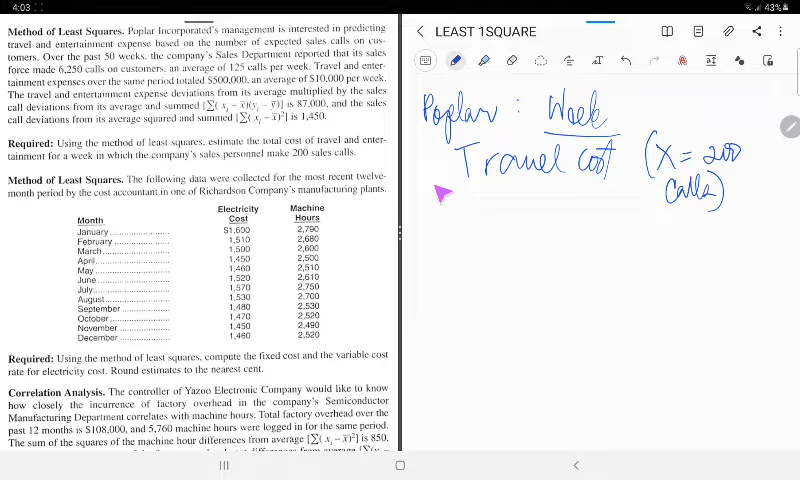 4:03
43%
Method of Least Squares. Poplar Incorporated's management is interested in predicting
travel and entertainment expense based on the number of expected sales calls on cus-
tomers. Over the past 50 weeks, the company's Sales Department reported that its sales
force made 6,250 calls on customers, an average of 125 calls per week. Travel and enter-
tainment expenses over the same period totaled $500,000, an average of $10,000 per week.
The travel and entertainment expense deviations from its average multiplied by the sales
call deviations from its average and summed [∑(xᵢ – x̄)(yᵢ – ȳ)] is 87,000, and the sales
call deviations from its average squared and summed [∑(xᵢ – x̄)²] is 1,450.
Required: Using the method of least squares, estimate the total cost of travel and enter-
tainment for a week in which the company's sales personnel make 200 sales calls.
Method of Least Squares. The following data were collected for the most recent twelve-
month period by the cost accountant in one of Richardson Company's manufacturing plants.
Electricity Machine
Month Cost Hours
January $1,600 2,790
February 1,510 2,680
March 1,500 2,600
April 1,450 2,500
May 1,460 2,510
June 1,520 2,610
July 1,570 2,750
August 1,530 2,700
September 1,480 2,530
October 1,470 2,520
November 1,450 2,490
December 1,460 2,520
Required: Using the method of least squares, compute the fixed cost and the variable cost
rate for electricity cost. Round estimates to the nearest cent.
Correlation Analysis. The controller of Yazoo Electronic Company would like to know
how closely the incurrence of factory overhead in the company's Semiconductor
Manufacturing Department correlates with machine hours. Total factory overhead over the
past 12 months is $108,000, and 5,760 machine hours were logged in for the same period.
The sum of the squares of the machine hour differences from average [∑(xᵢ – x̄)²] is 850,
LEAST 1SQUARE
Poplar : Week
Travel cost (X = 200
calls)